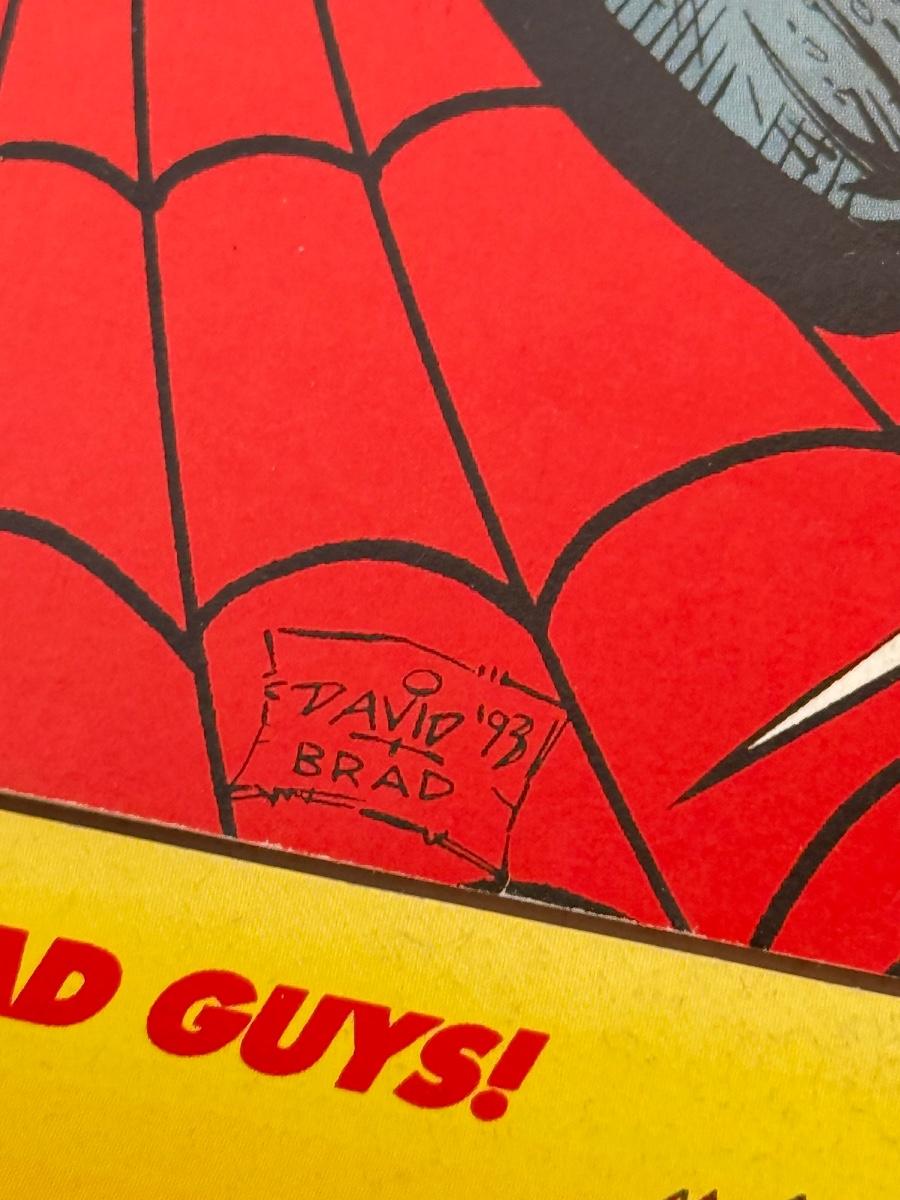 DAVID '93
+
BRAD
AD GUYS!